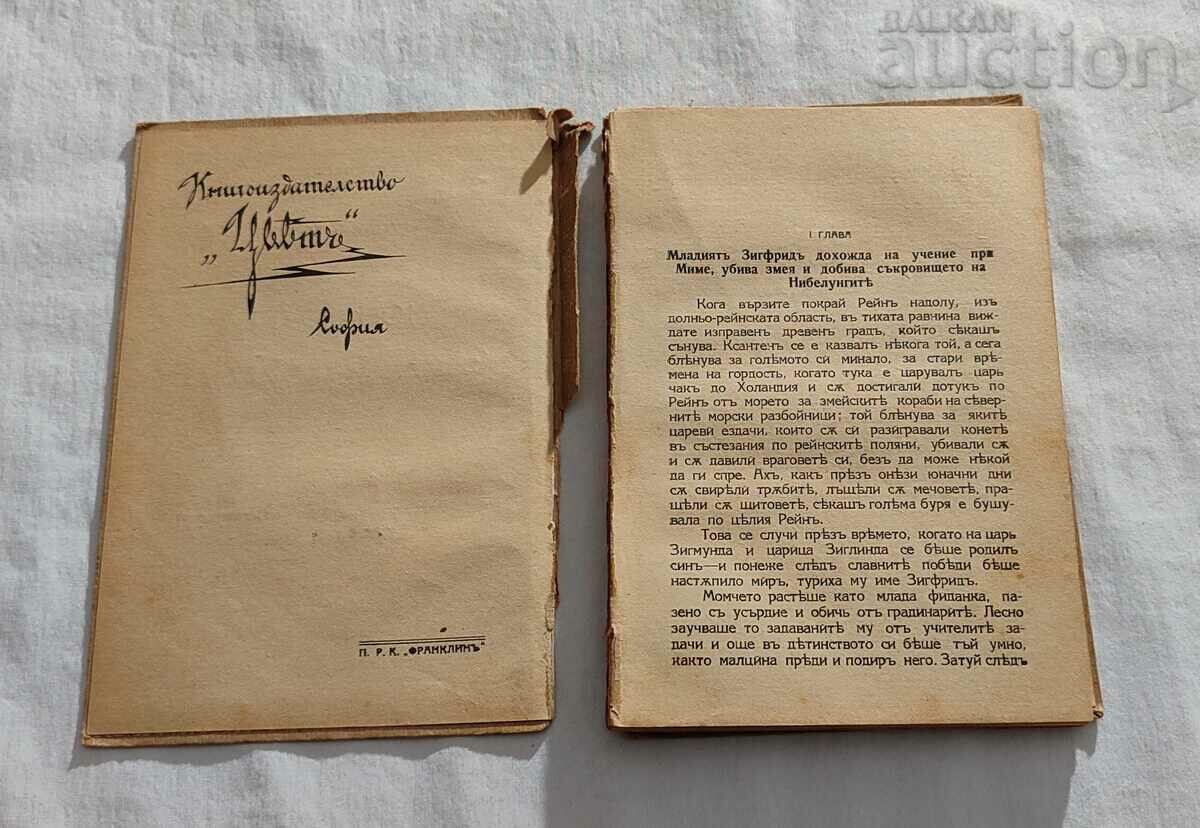 BALKAN
auction
Книгоиздателство
„Цвѣтъ“
София
П. Р. К. „ФРАНКЛИНЪ“
I ГЛАВА
Младиятъ Зигфридъ дохожда на учение при
Миме, убива змея и добива съкровището на
Нибелунгитѣ
Кога вързите покрай Рейнъ надолу, изъ
долньо-рейнската область, въ тихата равнина виж-
дате изправенъ древенъ градъ, който сѣкашъ
сънува. Ксантенъ се е казвалъ нѣкога той, а сега
блѣнува за голѣмото си минало, за стари врѣ-
мена на гордость, когато тука е царувалъ царь
чакъ до Холандия и сѫ достигали дотукъ по
Рейнъ отъ морето за змейскитѣ кораби на сѣвер-
нитѣ морски разбойници; той блѣнува за якитѣ
цареви ездачи, които сѫ си разигравали конетѣ
въ състезания по рейнскитѣ поляни, убивали сѫ
и сѫ давили враговетѣ си, безъ да може нѣкой
да ги спре. Ахъ, какъ прѣзъ онѣзи юначни дни
сѫ свирѣли трѫбитѣ, лъщѣли сѫ мечоветѣ, пра-
щѣли сѫ щитоветѣ, сѣкашъ голѣма буря е бушу-
вала по цѣлия Рейнъ.
Това се случи прѣзъ врѣмето, когато на царь
Зигмунда и царица Зиглинда се бѣше родилъ
синъ—и понеже слѣдъ славнитѣ побѣди бѣше
настѫпило миръ, туриха му име Зигфридъ.
Момчето растѣше като млада фиданка, па-
зено съ усърдие и обичь отъ градинаритѣ. Лесно
заучваше то задаванитѣ му отъ учителитѣ за-
дачи и още въ дѣтинството си бѣше тъй умно,
както малцина прѣди и подиръ него. Затуй слѣдъ